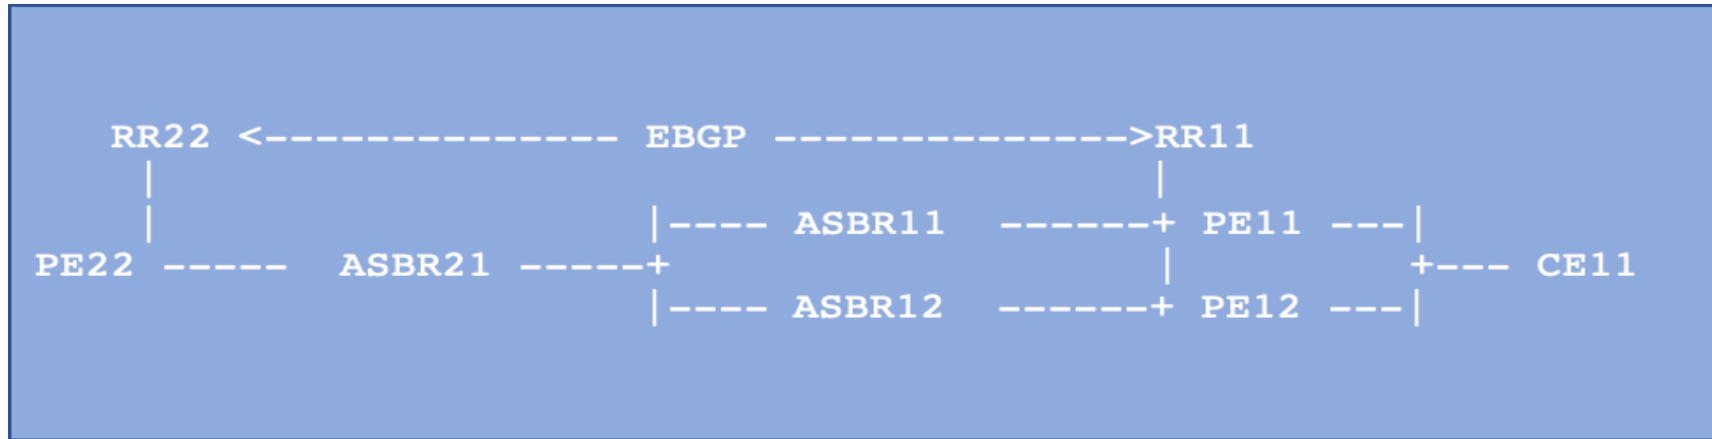 RR22 <-------------- EBGP -------------->RR11
| |
| |---- ASBR11 ------+ PE11 ---|
PE22 ----- ASBR21 -----+ | +--- CE11
|---- ASBR12 ------+ PE12 ---|